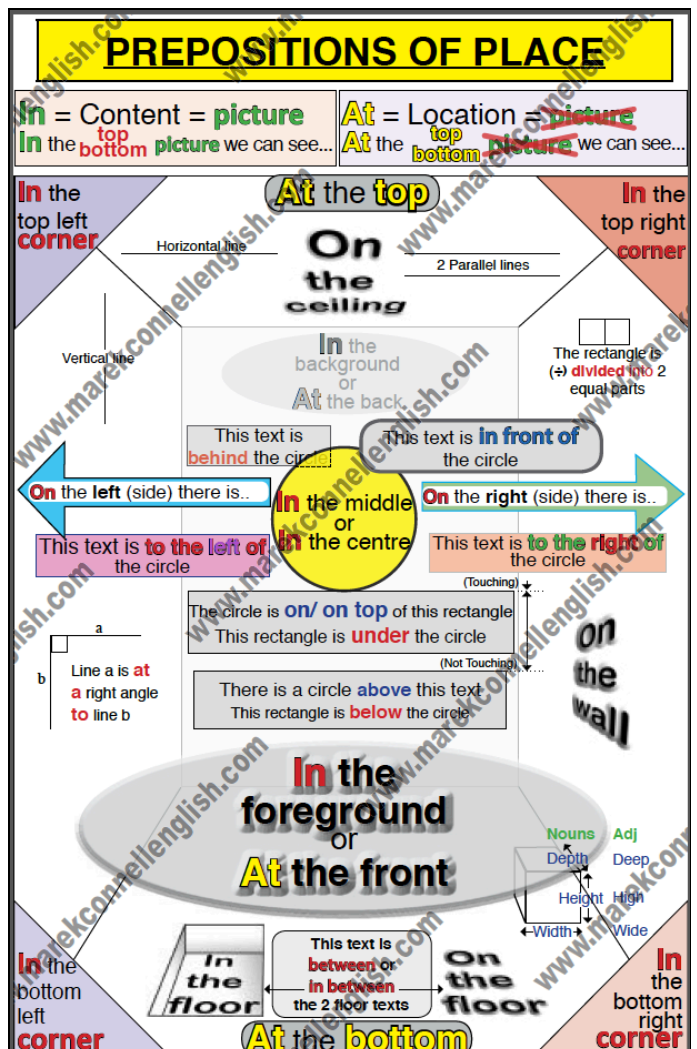 PREPOSITIONS OF PLACE
In = Content = picture
In the top bottom picture we can see...
At = Location = picture
At the top bottom picture we can see...
In the
top left
corner
At the top
In the
top right
corner
Horizontal line
On
the
ceiling
2 Parallel lines
Vertical line
In the
background
or
At the back
The rectangle is
(÷) divided into 2
equal parts
This text is
behind the circle
This text is in front of
the circle
On the left (side) there is..
In the middle
or
In the centre
On the right (side) there is..
This text is to the left of
the circle
This text is to the right of
the circle
(Touching)
The circle is on/ on top of this rectangle
This rectangle is under the circle
(Not Touching)
There is a circle above this text
This rectangle is below the circle
a
b
Line a is at
a right angle
to line b
on
the
wall
In the
foreground
or
At the front
Nouns Adj
Depth Deep
Height High
Width Wide
In
the
floor
This text is
between or
in between
the 2 floor texts
On
the
floor
In the
bottom
left
corner
At the bottom
In
the
bottom
right
corner
www.marekconnellenglish.com